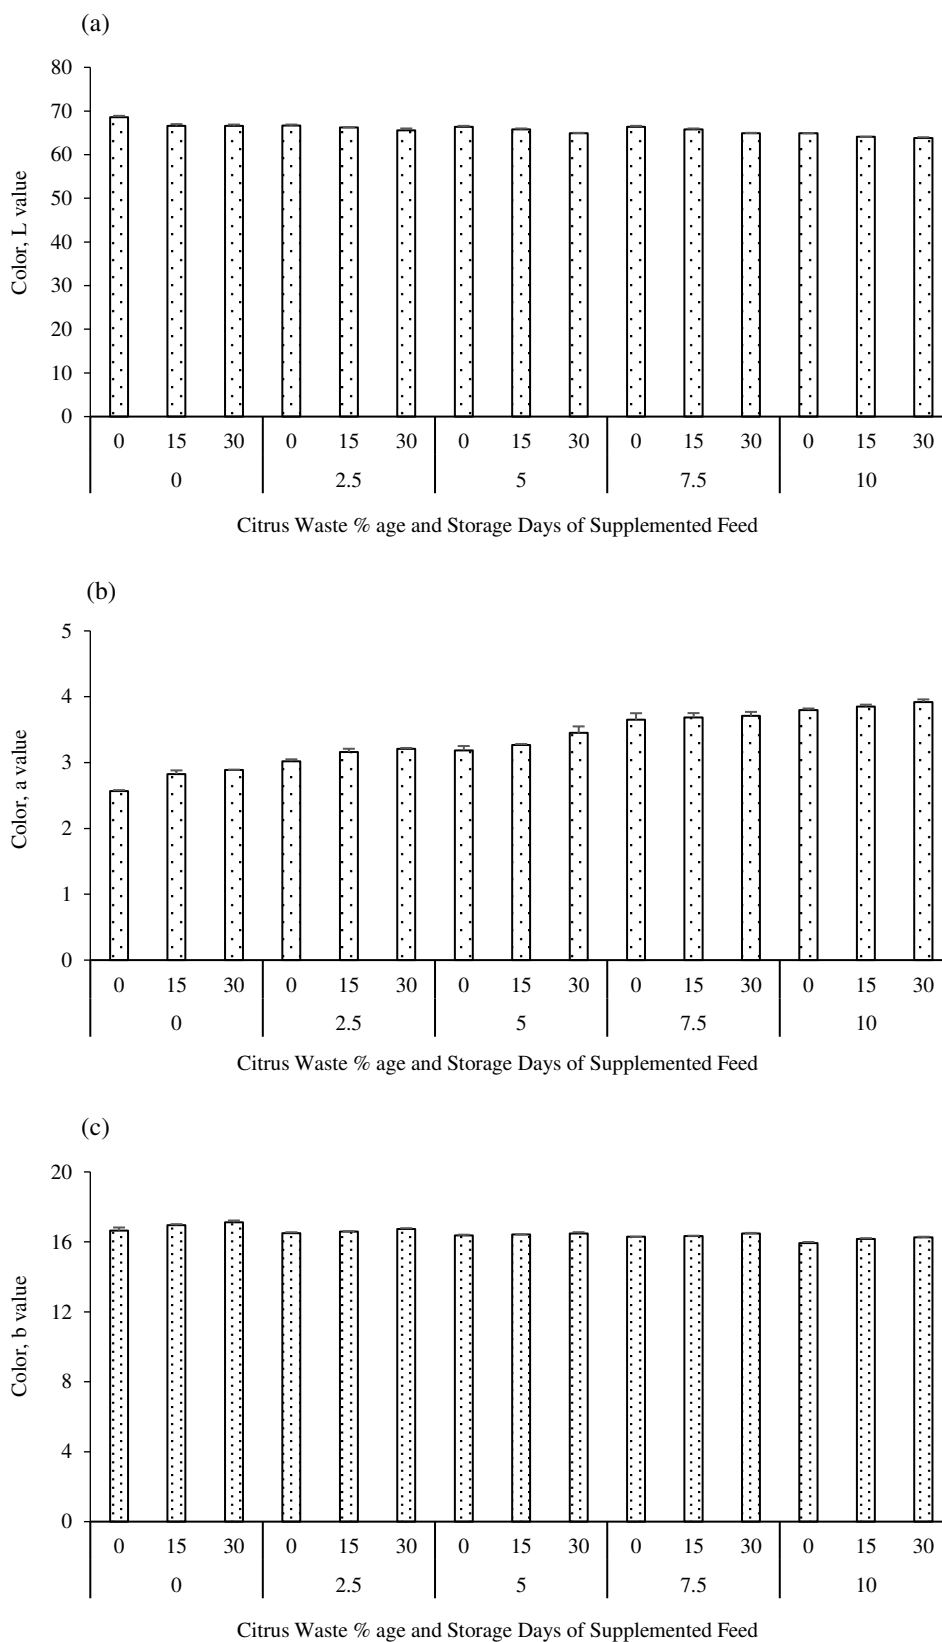 (a)
80
70
60
50
40
30
20
10
0
Color, L value
0 15 30 0 15 30 0 15 30 0 15 30 0 15 30
0 2.5 5 7.5 10
Citrus Waste % age and Storage Days of Supplemented Feed
(b)
5
4
3
2
1
0
Color, a value
0 15 30 0 15 30 0 15 30 0 15 30 0 15 30
0 2.5 5 7.5 10
Citrus Waste % age and Storage Days of Supplemented Feed
(c)
20
16
12
8
4
0
Color, b value
0 15 30 0 15 30 0 15 30 0 15 30 0 15 30
0 2.5 5 7.5 10
Citrus Waste % age and Storage Days of Supplemented Feed